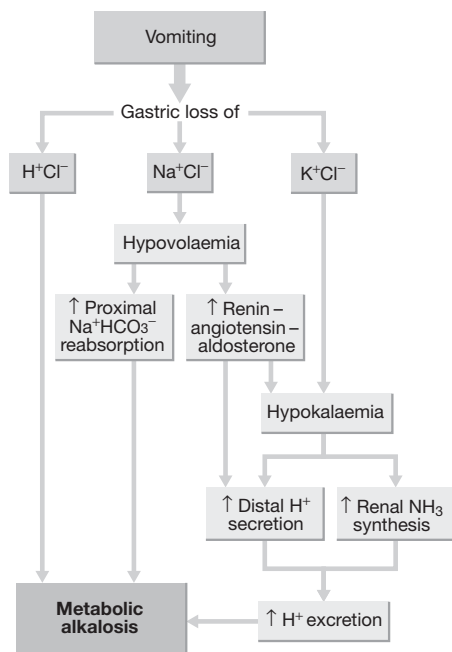 Vomiting
Gastric loss of
H⁺Cl⁻
Na⁺Cl⁻
K⁺Cl⁻
Hypovolaemia
↑ Proximal
Na⁺HCO₃⁻
reabsorption
↑ Renin –
angiotensin –
aldosterone
Hypokalaemia
↑ Distal H⁺
secretion
↑ Renal NH₃
synthesis
Metabolic
alkalosis
↑ H⁺ excretion